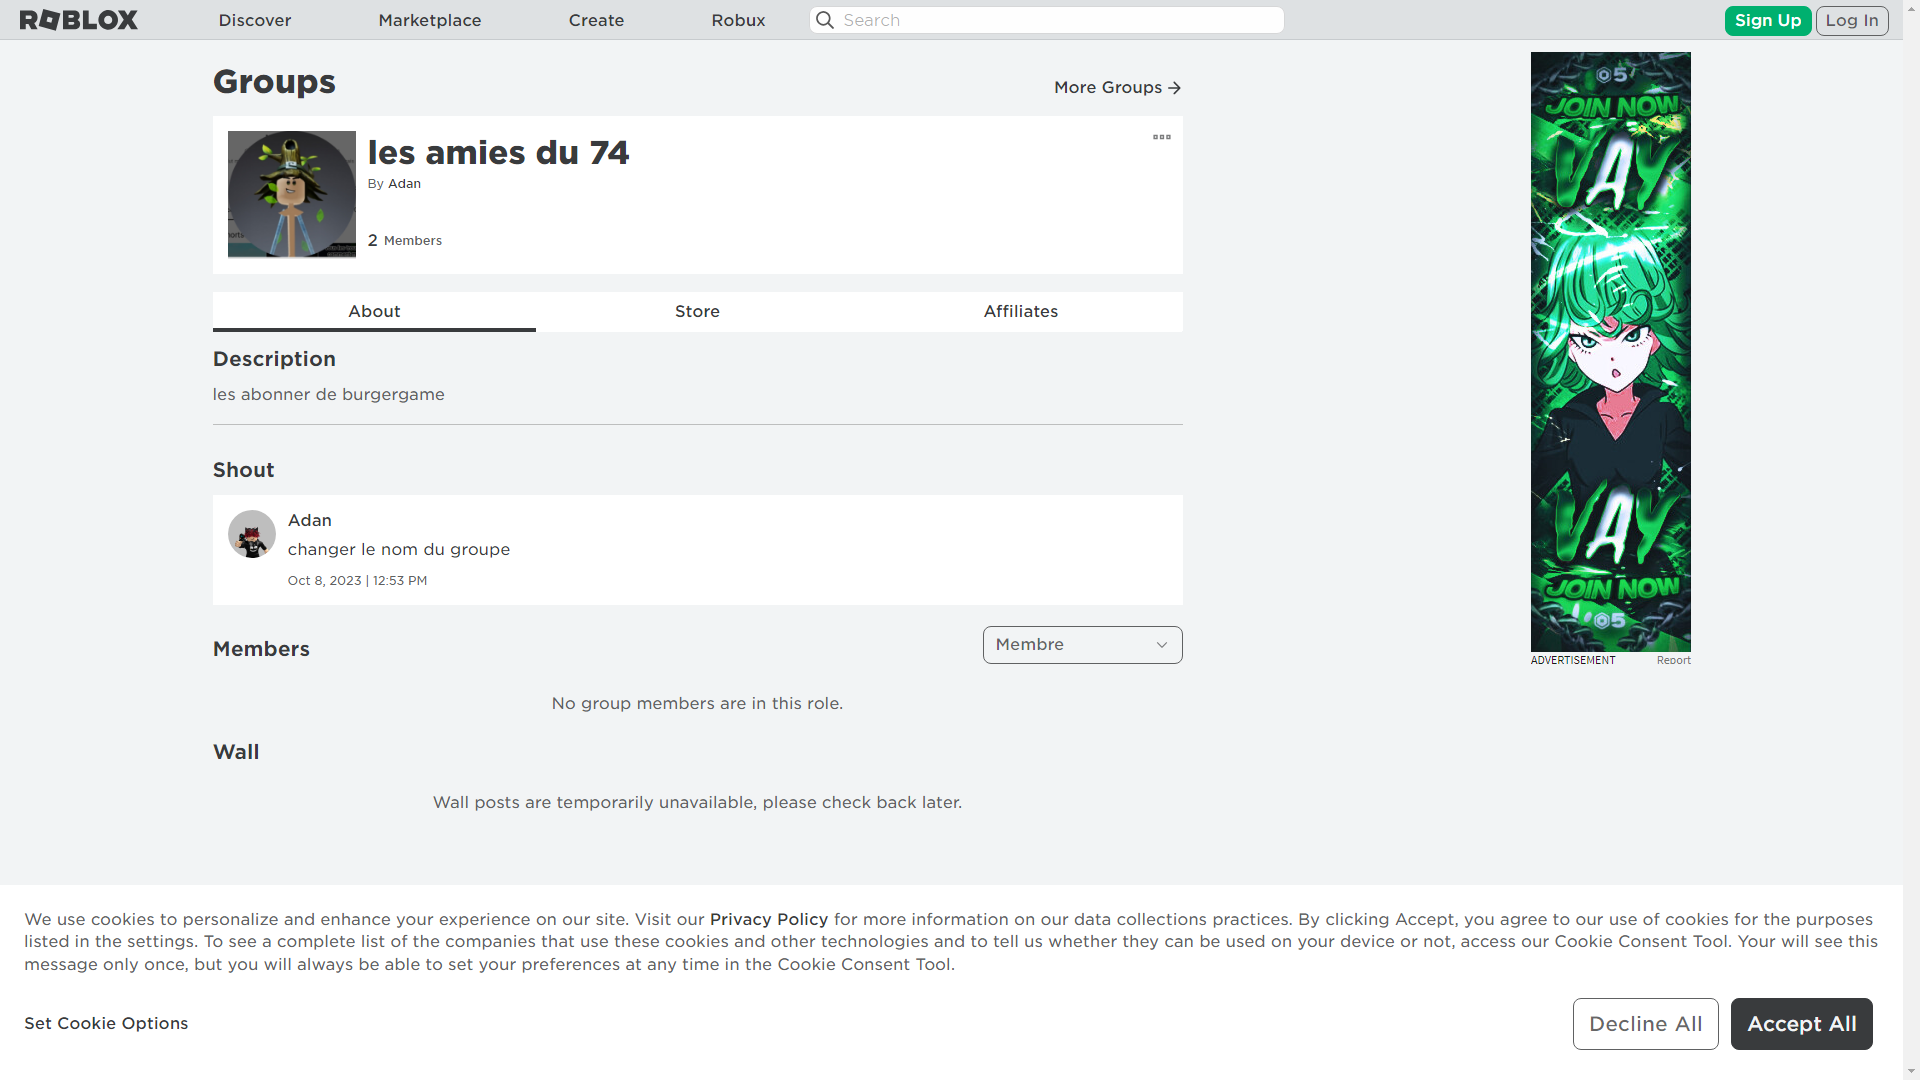 ROBLOX
Discover
Marketplace
Create
Robux
Search
Sign Up
Log In
Groups
More Groups
les amies du 74
By Adan
2 Members
About
Store
Affiliates
Description
les abonner de burgergame
Shout
Adan
changer le nom du groupe
Oct 8, 2023 | 12:53 PM
Members
Membre
No group members are in this role.
Wall
Wall posts are temporarily unavailable, please check back later.
5
JOIN NOW
VAY
VAY
JOIN NOW
5
ADVERTISEMENT
Report
We use cookies to personalize and enhance your experience on our site. Visit our Privacy Policy for more information on our data collections practices. By clicking Accept, you agree to our use of cookies for the purposes
listed in the settings. To see a complete list of the companies that use these cookies and other technologies and to tell us whether they can be used on your device or not, access our Cookie Consent Tool. Your will see this
message only once, but you will always be able to set your preferences at any time in the Cookie Consent Tool.
Set Cookie Options
Decline All
Accept All